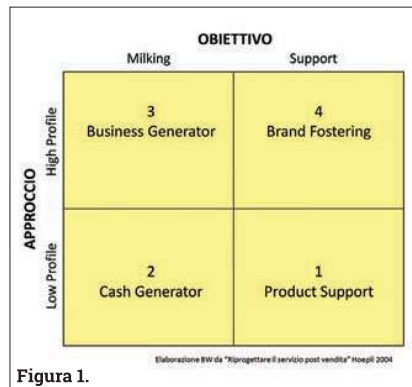 OBIETTIVO
Milking
Support
APPROCCIO
High Profile
Low Profile
3
Business Generator
4
Brand Fostering
2
Cash Generator
1
Product Support
Elaborazione BW da "Riprogettare il servizio post vendita" Hoepli 2004
Figura 1.